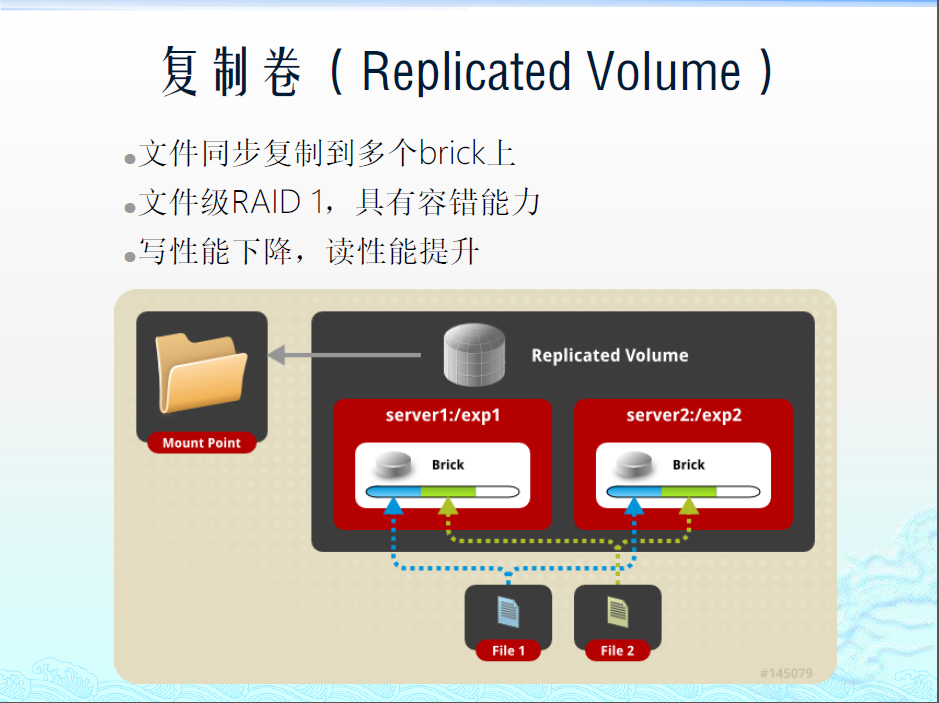 复制卷（Replicated Volume）
文件同步复制到多个brick上
文件级RAID 1，具有容错能力
写性能下降，读性能提升
Replicated Volume
server1:/exp1
server2:/exp2
Brick
Brick
Mount Point
File 1
File 2
#145079